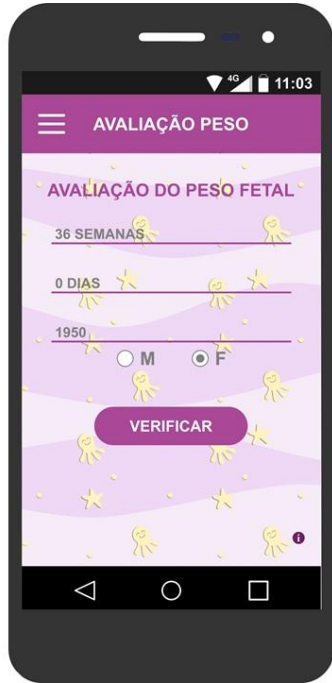 4G 11:03
AVALIAÇÃO PESO
AVALIAÇÃO DO PESO FETAL
36 SEMANAS
0 DIAS
1950
M F
VERIFICAR
i